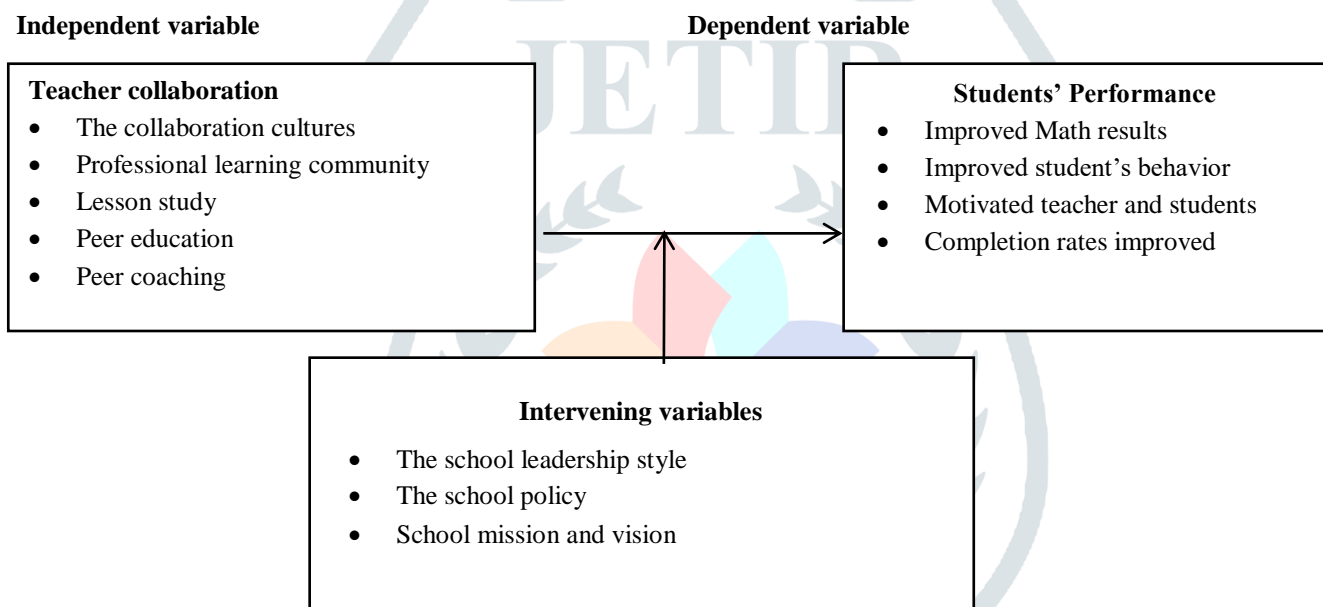 Independent variable
Dependent variable
JETIR
Teacher collaboration
• The collaboration cultures
• Professional learning community
• Lesson study
• Peer education
• Peer coaching
Students’ Performance
• Improved Math results
• Improved student’s behavior
• Motivated teacher and students
• Completion rates improved
Intervening variables
• The school leadership style
• The school policy
• School mission and vision